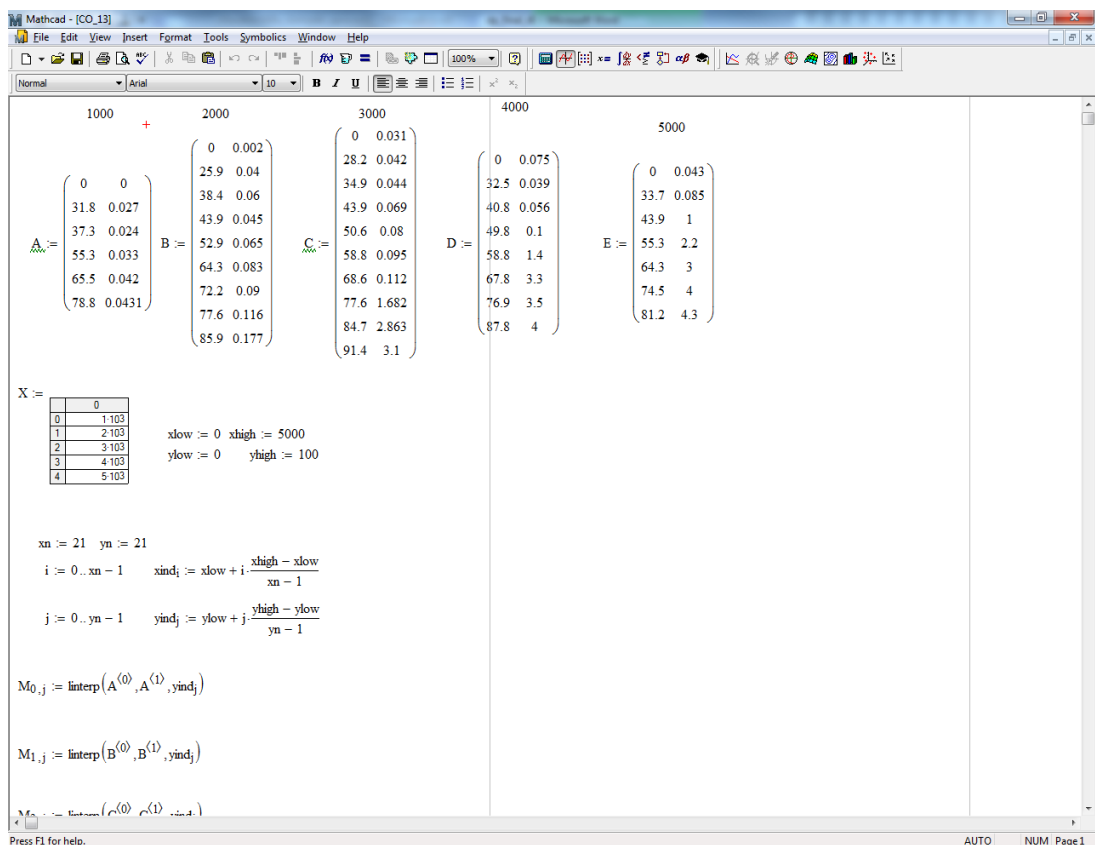 Mathcad - [CO_13]
File Edit View Insert Format Tools Symbolics Window Help
100%
Normal Arial 10 B I U
1000 2000 3000 4000 5000
A := ( 0 0
31.8 0.027
37.3 0.024
55.3 0.033
65.5 0.042
78.8 0.0431 )
B := ( 0 0.002
25.9 0.04
38.4 0.06
43.9 0.045
52.9 0.065
64.3 0.083
72.2 0.09
77.6 0.116
85.9 0.177 )
C := ( 0 0.031
28.2 0.042
34.9 0.044
43.9 0.069
50.6 0.08
58.8 0.095
68.6 0.112
77.6 1.682
84.7 2.863
91.4 3.1 )
D := ( 0 0.075
32.5 0.039
40.8 0.056
49.8 0.1
58.8 1.4
67.8 3.3
76.9 3.5
87.8 4 )
E := ( 0 0.043
33.7 0.085
43.9 1
55.3 2.2
64.3 3
74.5 4
81.2 4.3 )
X :=
0
0 1·103
1 2·103
2 3·103
3 4·103
4 5·103
xlow := 0 xhigh := 5000
ylow := 0 yhigh := 100
xn := 21 yn := 21
i := 0 .. xn − 1 xind_i := xlow + i·(xhigh − xlow)/(xn − 1)
j := 0 .. yn − 1 yind_j := ylow + j·(yhigh − ylow)/(yn − 1)
M_0,j := linterp(A^⟨0⟩, A^⟨1⟩, yind_j)
M_1,j := linterp(B^⟨0⟩, B^⟨1⟩, yind_j)
Press F1 for help. AUTO NUM Page 1